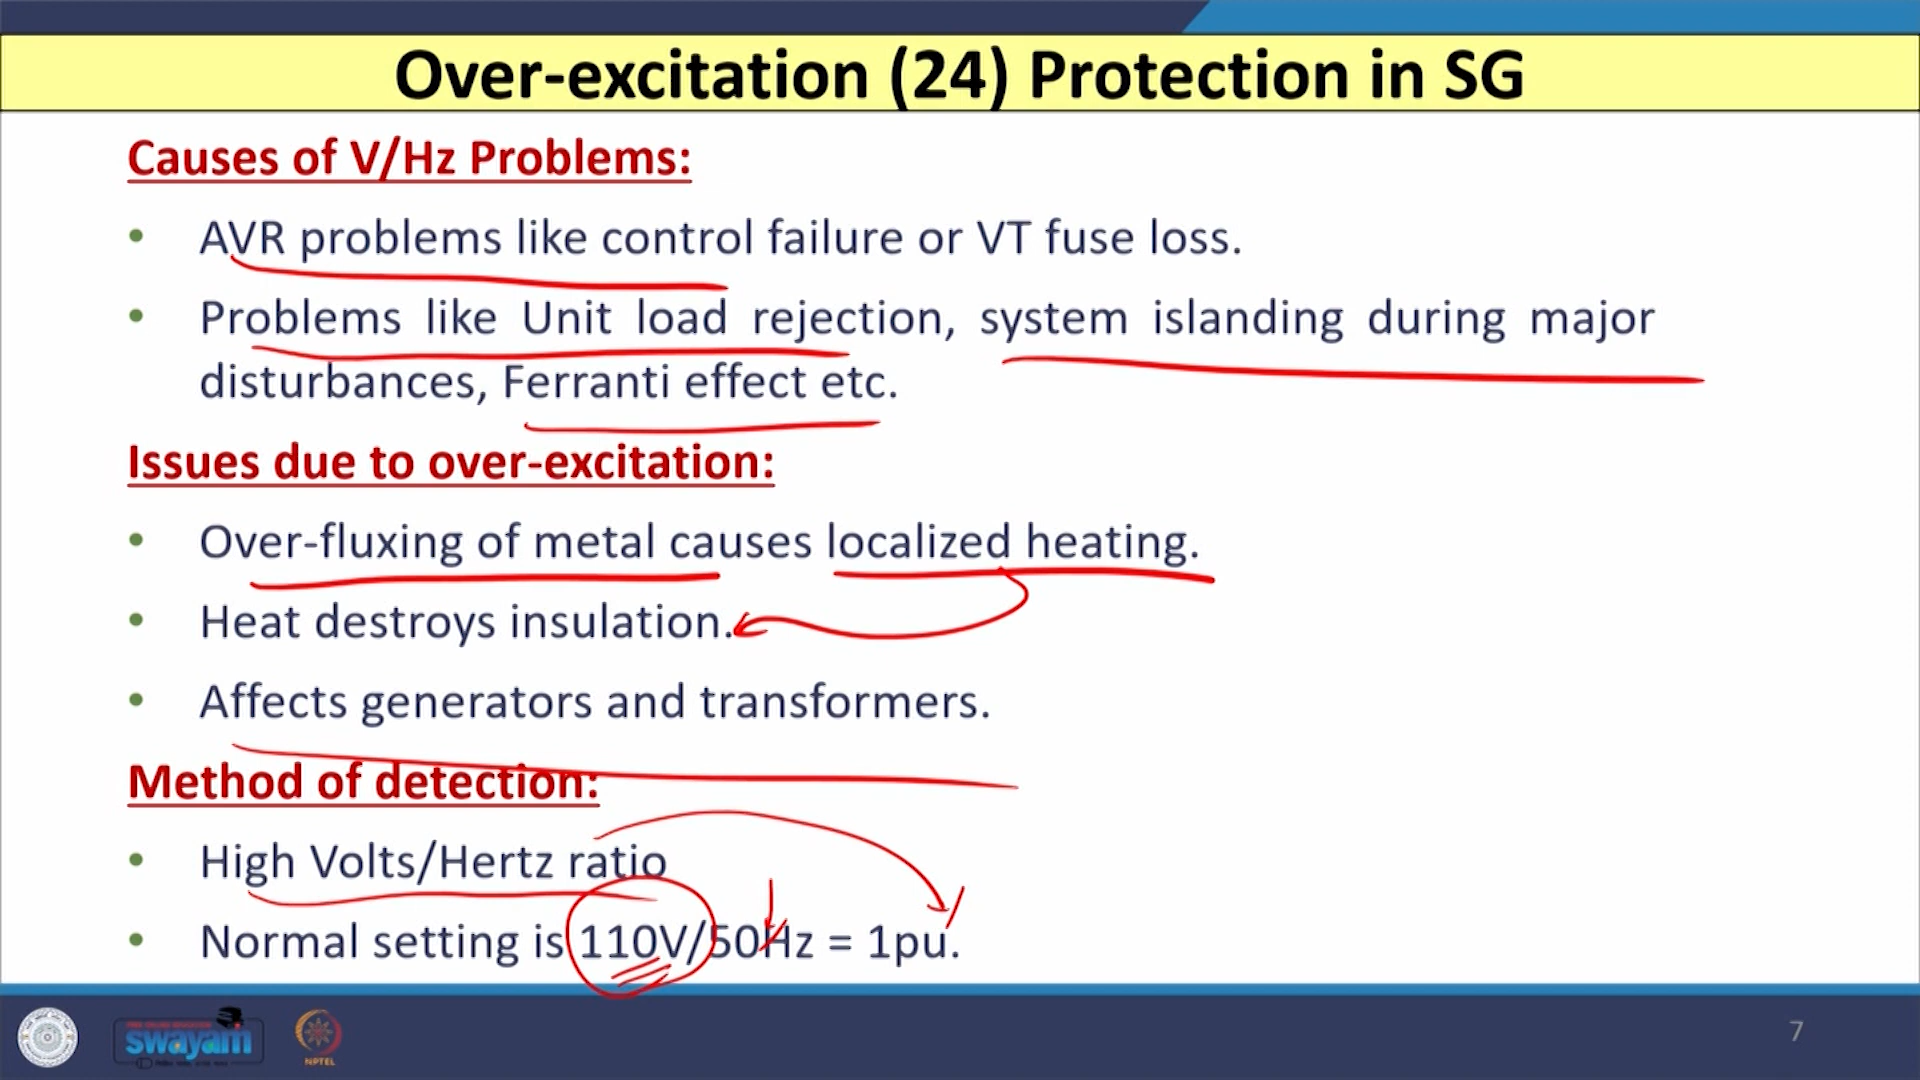 Over-excitation (24) Protection in SG
Causes of V/Hz Problems:
• AVR problems like control failure or VT fuse loss.
• Problems like Unit load rejection, system islanding during major
disturbances, Ferranti effect etc.
Issues due to over-excitation:
• Over-fluxing of metal causes localized heating.
• Heat destroys insulation.
• Affects generators and transformers.
Method of detection:
• High Volts/Hertz ratio
• Normal setting is 110V/50Hz = 1pu.
swayam
NPTEL
7